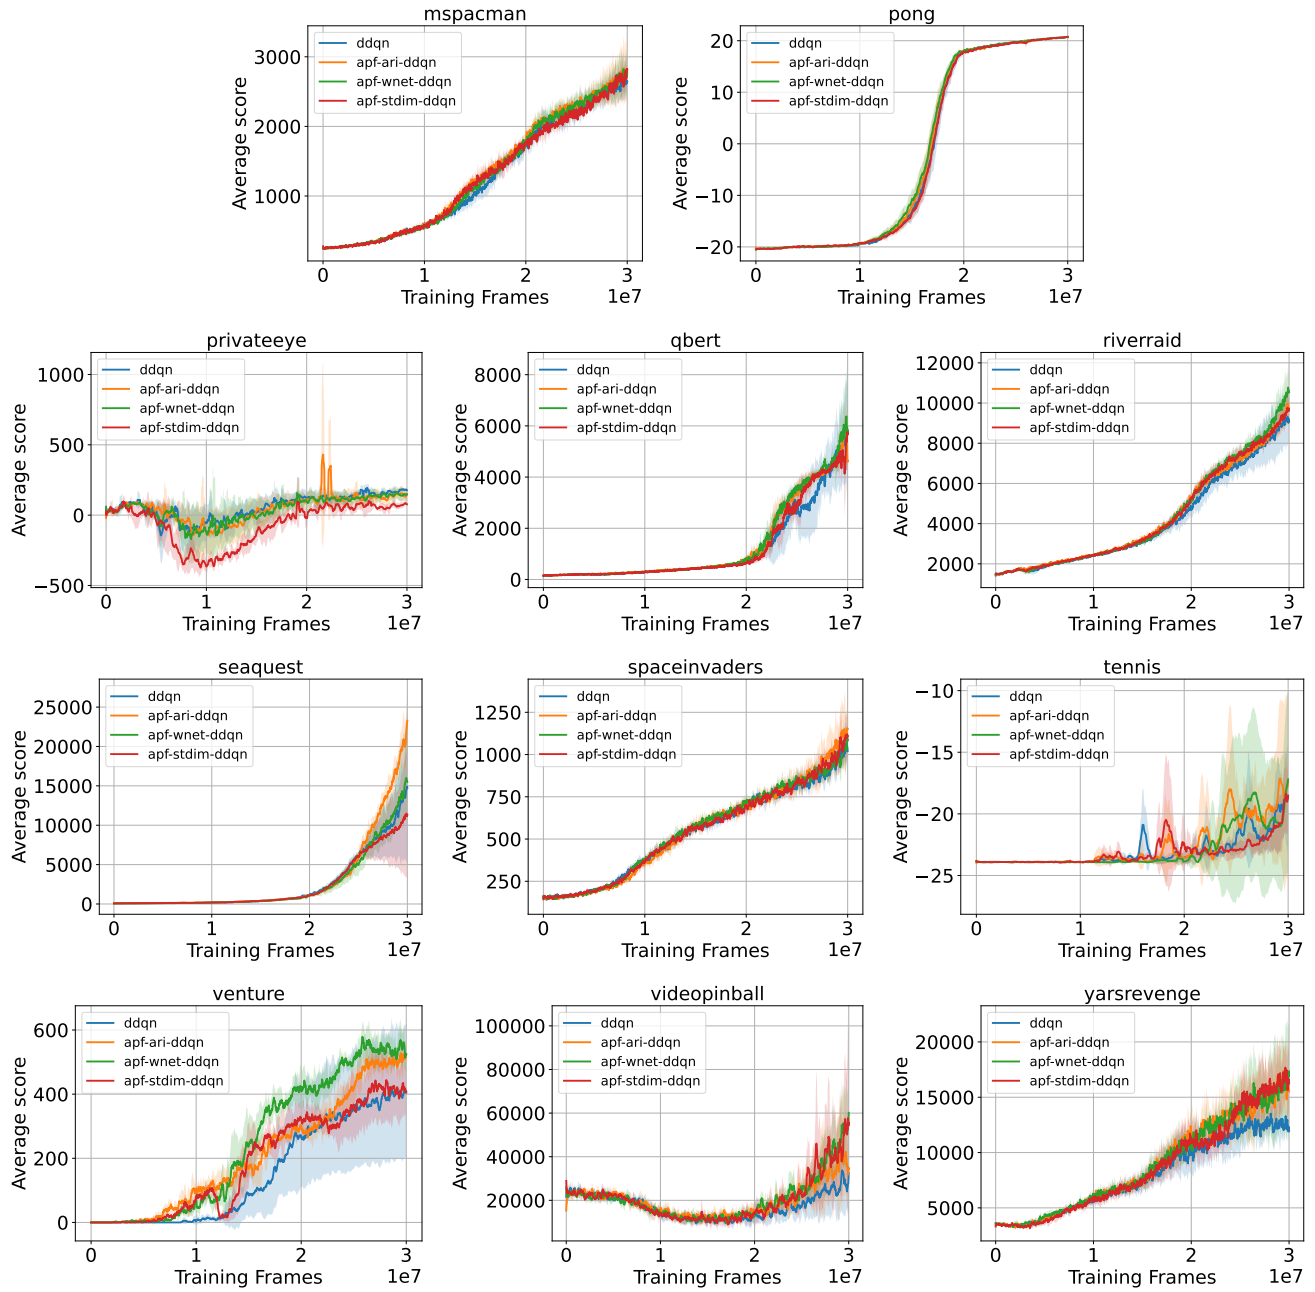 mspacman
3000
2000
1000
Average score
ddqn
apf-ari-ddqn
apf-wnet-ddqn
apf-stdim-ddqn
0 1 2 3
Training Frames 1e7
pong
20
10
0
−10
−20
Average score
ddqn
apf-ari-ddqn
apf-wnet-ddqn
apf-stdim-ddqn
0 1 2 3
Training Frames 1e7
privateeye
1000
500
0
−500
Average score
ddqn
apf-ari-ddqn
apf-wnet-ddqn
apf-stdim-ddqn
0 1 2 3
Training Frames 1e7
qbert
8000
6000
4000
2000
0
Average score
ddqn
apf-ari-ddqn
apf-wnet-ddqn
apf-stdim-ddqn
0 1 2 3
Training Frames 1e7
riverraid
12000
10000
8000
6000
4000
2000
Average score
ddqn
apf-ari-ddqn
apf-wnet-ddqn
apf-stdim-ddqn
0 1 2 3
Training Frames 1e7
seaquest
25000
20000
15000
10000
5000
0
Average score
ddqn
apf-ari-ddqn
apf-wnet-ddqn
apf-stdim-ddqn
0 1 2 3
Training Frames 1e7
spaceinvaders
1250
1000
750
500
250
Average score
ddqn
apf-ari-ddqn
apf-wnet-ddqn
apf-stdim-ddqn
0 1 2 3
Training Frames 1e7
tennis
−10
−15
−20
−25
Average score
ddqn
apf-ari-ddqn
apf-wnet-ddqn
apf-stdim-ddqn
0 1 2 3
Training Frames 1e7
venture
600
400
200
0
Average score
ddqn
apf-ari-ddqn
apf-wnet-ddqn
apf-stdim-ddqn
0 1 2 3
Training Frames 1e7
videopinball
100000
80000
60000
40000
20000
Average score
ddqn
apf-ari-ddqn
apf-wnet-ddqn
apf-stdim-ddqn
0 1 2 3
Training Frames 1e7
yarsrevenge
20000
15000
10000
5000
Average score
ddqn
apf-ari-ddqn
apf-wnet-ddqn
apf-stdim-ddqn
0 1 2 3
Training Frames 1e7